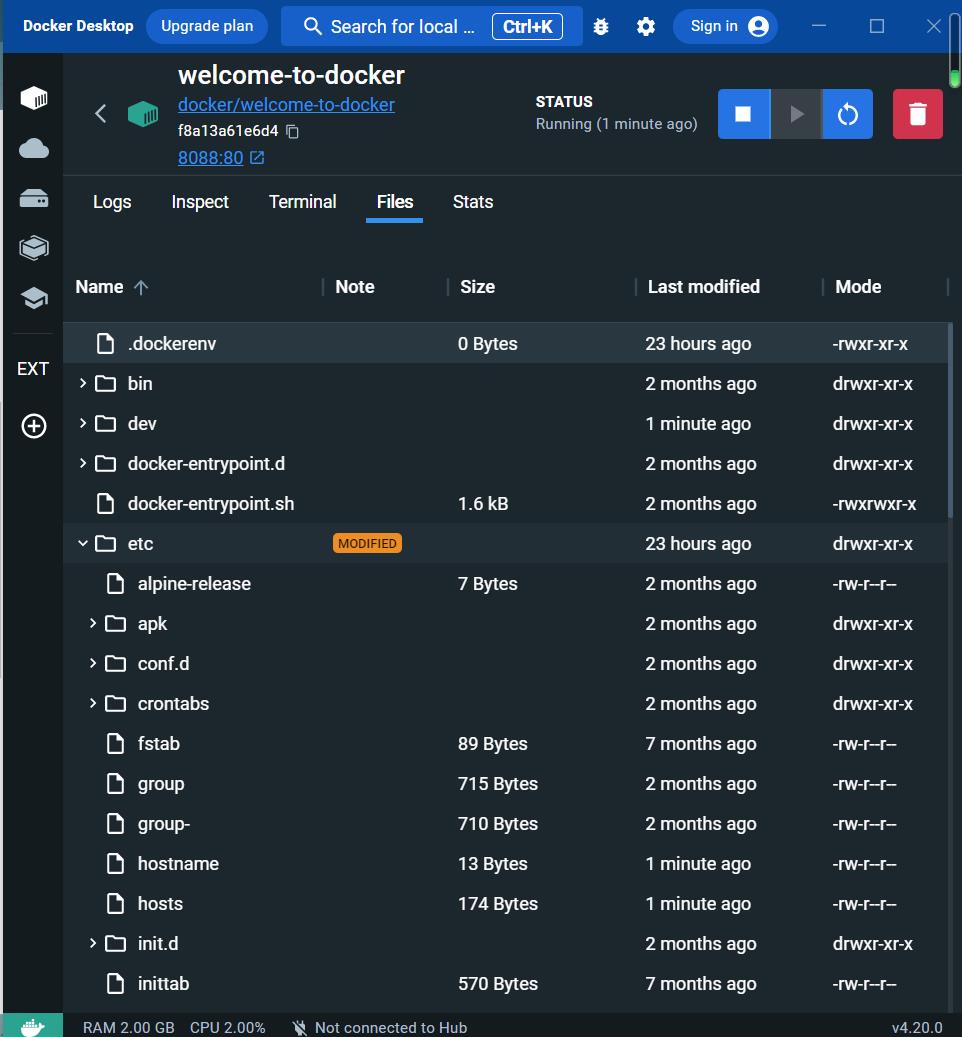 Docker Desktop Upgrade plan Search for local ... Ctrl+K Sign in
welcome-to-docker
docker/welcome-to-docker
f8a13a61e6d4
8088:80
STATUS
Running (1 minute ago)
Logs Inspect Terminal Files Stats
EXT
Name Note Size Last modified Mode
.dockerenv 0 Bytes 23 hours ago -rwxr-xr-x
bin 2 months ago drwxr-xr-x
dev 1 minute ago drwxr-xr-x
docker-entrypoint.d 2 months ago drwxr-xr-x
docker-entrypoint.sh 1.6 kB 2 months ago -rwxrwxr-x
etc MODIFIED 23 hours ago drwxr-xr-x
alpine-release 7 Bytes 2 months ago -rw-r--r--
apk 2 months ago drwxr-xr-x
conf.d 2 months ago drwxr-xr-x
crontabs 2 months ago drwxr-xr-x
fstab 89 Bytes 7 months ago -rw-r--r--
group 715 Bytes 2 months ago -rw-r--r--
group- 710 Bytes 2 months ago -rw-r--r--
hostname 13 Bytes 1 minute ago -rw-r--r--
hosts 174 Bytes 1 minute ago -rw-r--r--
init.d 2 months ago drwxr-xr-x
inittab 570 Bytes 7 months ago -rw-r--r--
RAM 2.00 GB CPU 2.00% Not connected to Hub v4.20.0